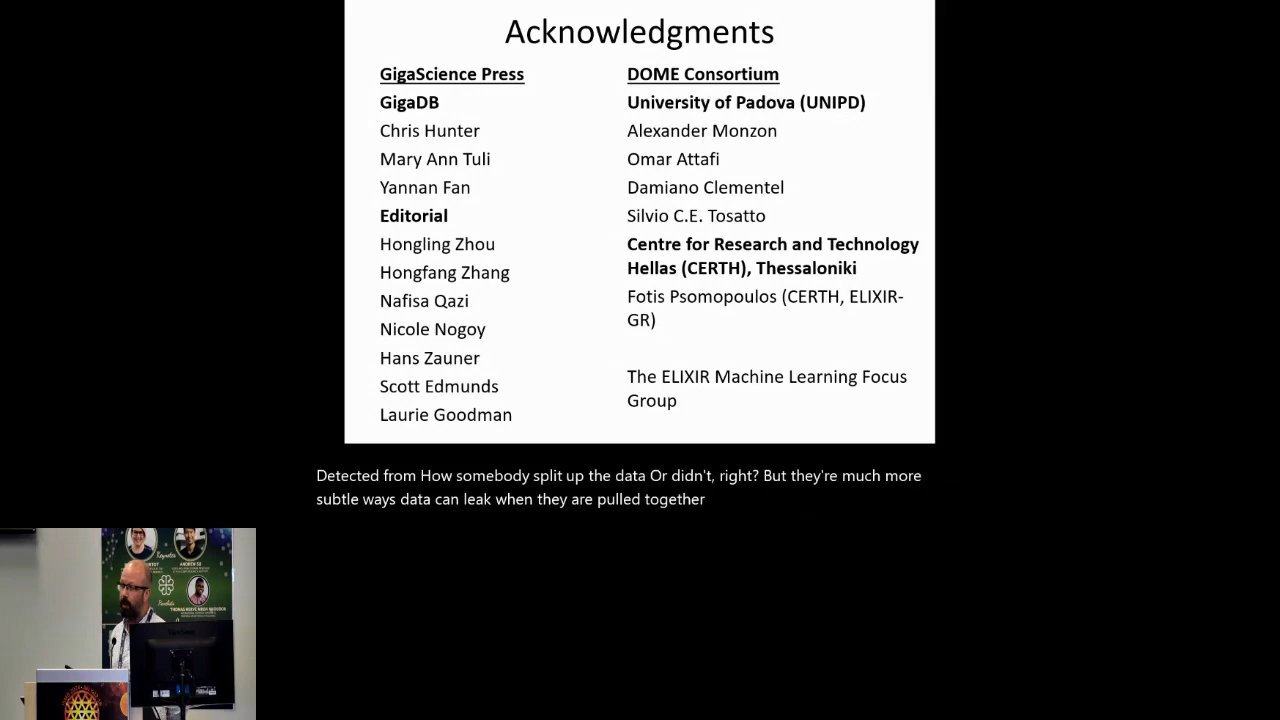 Acknowledgments
GigaScience Press
GigaDB
Chris Hunter
Mary Ann Tuli
Yannan Fan
Editorial
Hongling Zhou
Hongfang Zhang
Nafisa Qazi
Nicole Nogoy
Hans Zauner
Scott Edmunds
Laurie Goodman
DOME Consortium
University of Padova (UNIPD)
Alexander Monzon
Omar Attafi
Damiano Clementel
Silvio C.E. Tosatto
Centre for Research and Technology
Hellas (CERTH), Thessaloniki
Fotis Psomopoulos (CERTH, ELIXIR-
GR)
The ELIXIR Machine Learning Focus
Group
Detected from How somebody split up the data Or didn't, right? But they're much more
subtle ways data can leak when they are pulled together
Keynotes
ANDREW SU
Panelists